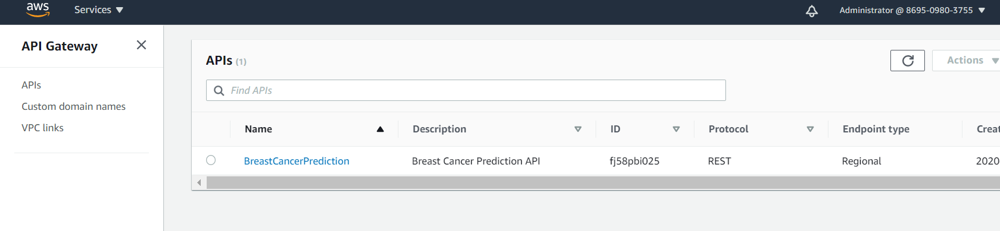 aws Services Administrator @ 8695-0980-3755
API Gateway
APIs
Custom domain names
VPC links
APIs (1)
Actions
Find APIs
Name Description ID Protocol Endpoint type Creat
BreastCancerPrediction Breast Cancer Prediction API fj58pbi025 REST Regional 2020